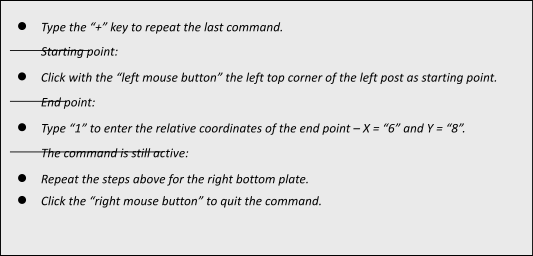 ● Type the “+” key to repeat the last command.
Starting point:
● Click with the “left mouse button” the left top corner of the left post as starting point.
End point:
● Type “1” to enter the relative coordinates of the end point – X = “6” and Y = “8”.
The command is still active:
● Repeat the steps above for the right bottom plate.
● Click the “right mouse button” to quit the command.